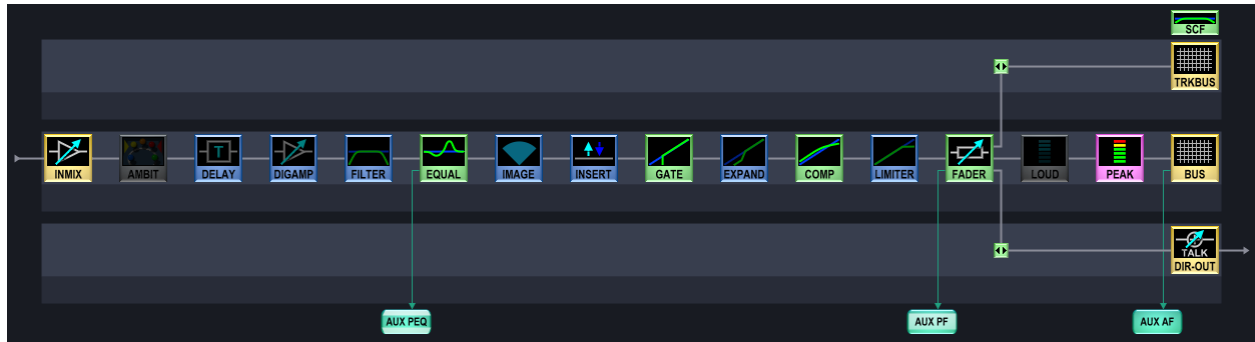 SCF
TRKBUS
INMIX
AMBIT
DELAY
T
DIGAMP
FILTER
EQUAL
IMAGE
INSERT
GATE
EXPAND
COMP
LIMITER
FADER
LOUD
PEAK
BUS
TALK
DIR-OUT
AUX PEQ
AUX PF
AUX AF